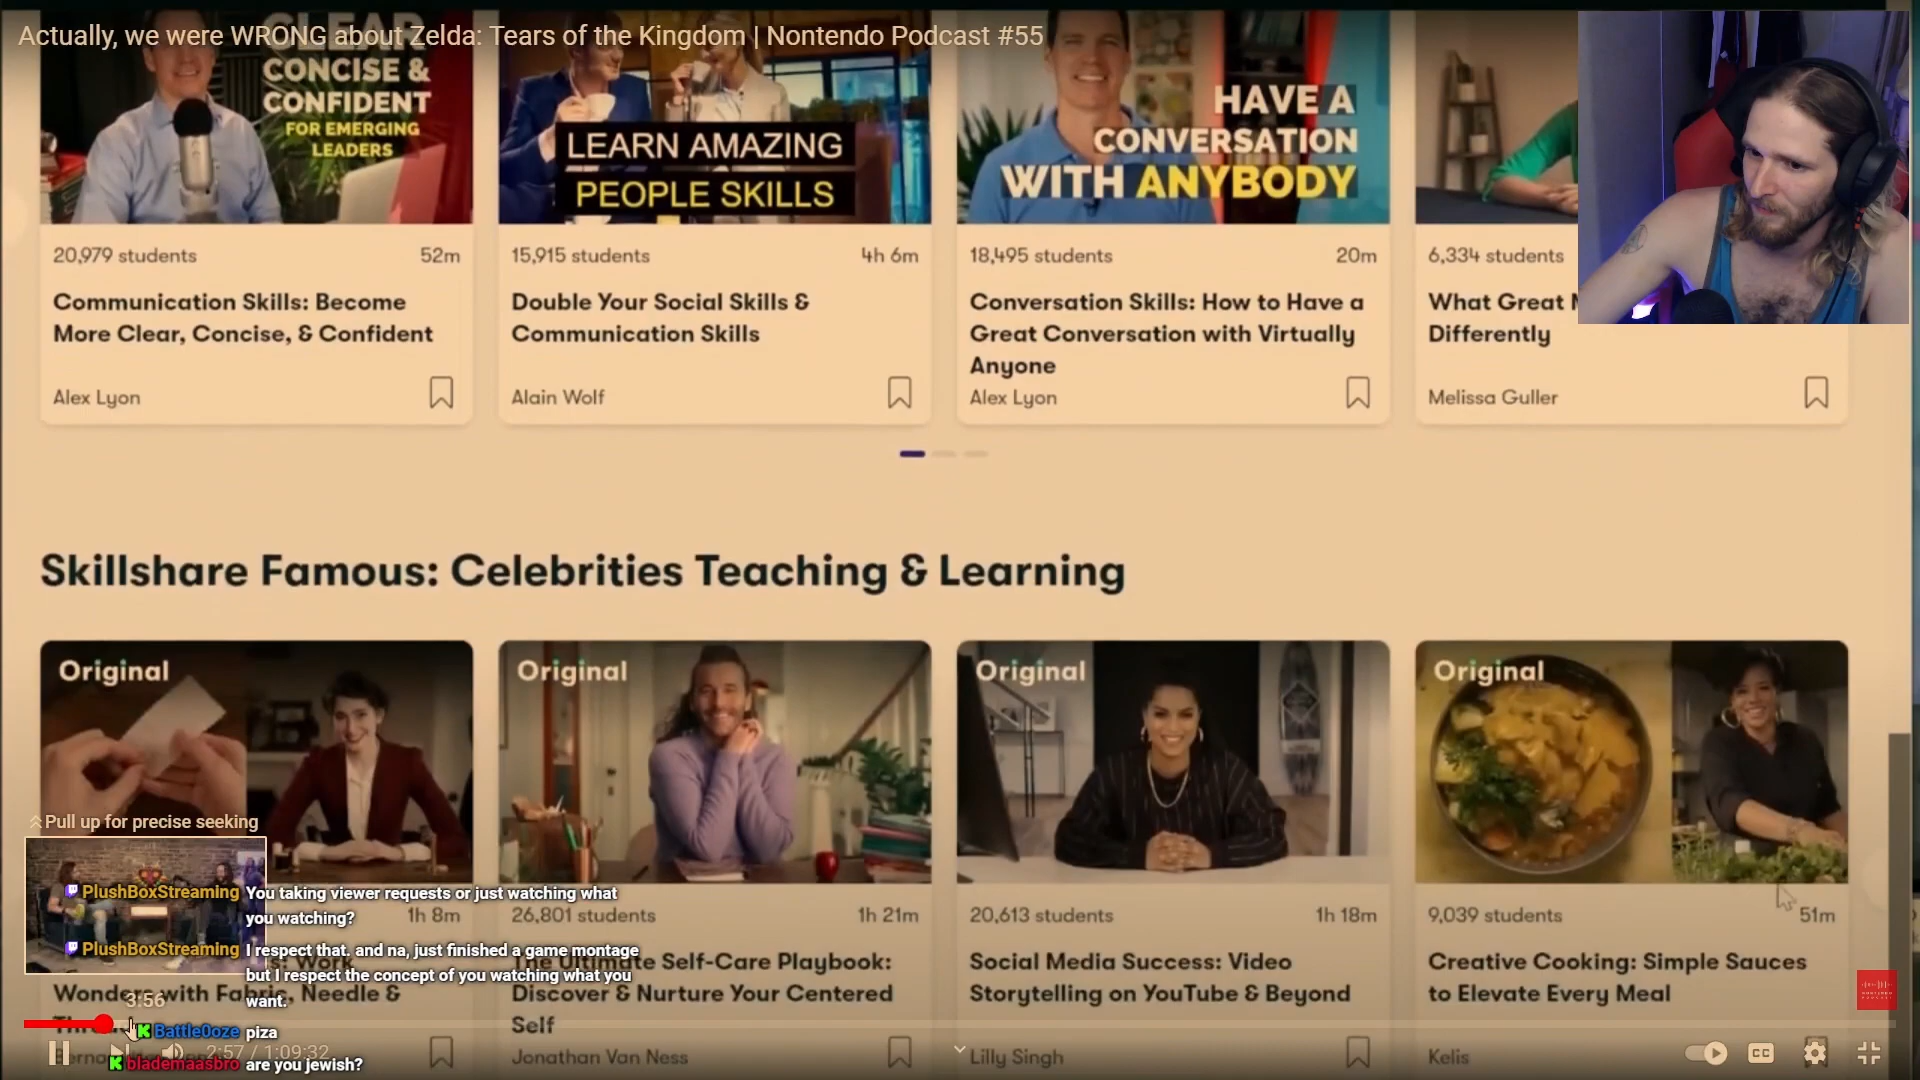 Actually, we were WRONG about Zelda: Tears of the Kingdom | Nontendo Podcast #55
CLEAR
CONCISE &
CONFIDENT
FOR EMERGING
LEADERS
LEARN AMAZING
PEOPLE SKILLS
HAVE A
CONVERSATION
WITH ANYBODY
20,979 students 52m
15,915 students 4h 6m
18,495 students 20m
6,334 students
Communication Skills: Become
More Clear, Concise, & Confident
Alex Lyon
Double Your Social Skills &
Communication Skills
Alain Wolf
Conversation Skills: How to Have a
Great Conversation with Virtually
Anyone
Alex Lyon
What Great
Differently
Melissa Guller
Skillshare Famous: Celebrities Teaching & Learning
Original
Original
Original
Original
Pull up for precise seeking
PlushBoxStreaming You taking viewer requests or just watching what
you watching?
PlushBoxStreaming I respect that. and na, just finished a game montage
but I respect the concept of you watching what you
want.
BattleOoze piza
blademaasbro are you jewish?
1h 8m
Wonders with Fabric, Needle &
26,801 students 1h 21m
Ultimate Self-Care Playbook:
Discover & Nurture Your Centered
Self
Jonathan Van Ness
20,613 students 1h 18m
Social Media Success: Video
Storytelling on YouTube & Beyond
Lilly Singh
9,039 students 51m
Creative Cooking: Simple Sauces
to Elevate Every Meal
Kelis
3:56
2:57 / 1:09:32
CC